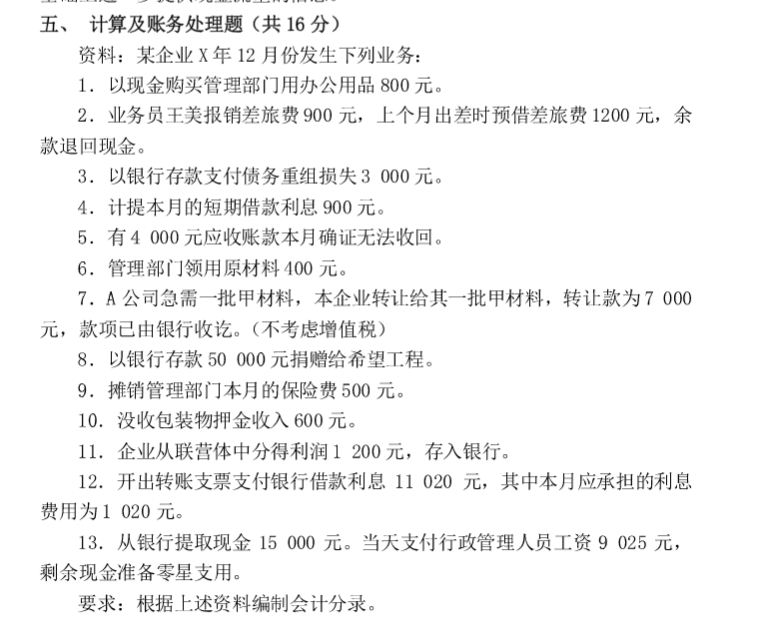 五、 计算及账务处理题（共 16 分）
资料：某企业 X 年 12 月份发生下列业务：
1．以现金购买管理部门用办公用品 800 元。
2．业务员王美报销差旅费 900 元，上个月出差时预借差旅费 1200 元，余
款退回现金。
3．以银行存款支付债务重组损失 3 000 元。
4．计提本月的短期借款利息 900 元。
5．有 4 000 元应收账款本月确证无法收回。
6．管理部门领用原材料 400 元。
7．A 公司急需一批甲材料，本企业转让给其一批甲材料，转让款为 7 000
元，款项已由银行收讫。（不考虑增值税）
8．以银行存款 50 000 元捐赠给希望工程。
9．摊销管理部门本月的保险费 500 元。
10．没收包装物押金收入 600 元。
11．企业从联营体中分得利润 1 200 元，存入银行。
12．开出转账支票支付银行借款利息 11 020 元，其中本月应承担的利息
费用为 1 020 元。
13．从银行提取现金 15 000 元。当天支付行政管理人员工资 9 025 元，
剩余现金准备零星支用。
要求：根据上述资料编制会计分录。